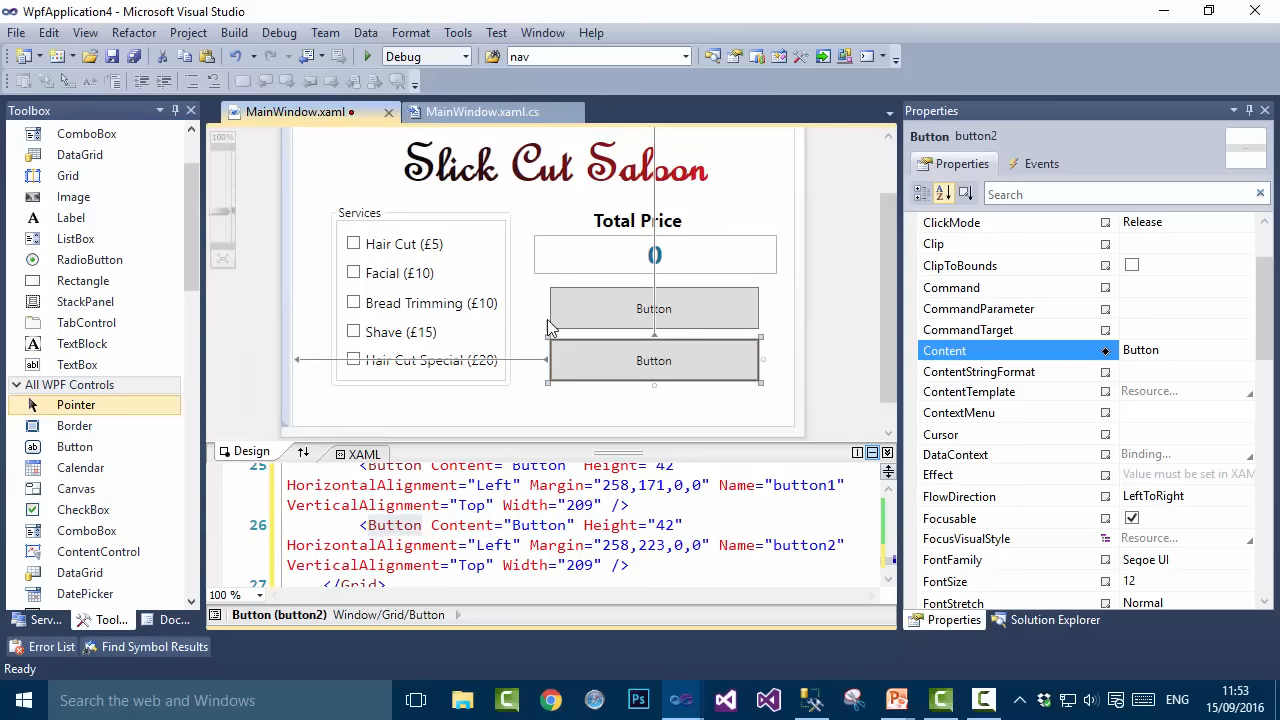 WpfApplication4 - Microsoft Visual Studio
File Edit View Refactor Project Build Debug Team Data Format Tools Test Window Help
Debug nav
Toolbox
ComboBox
DataGrid
Grid
Image
Label
ListBox
RadioButton
Rectangle
StackPanel
TabControl
TextBlock
TextBox
All WPF Controls
Pointer
Border
Button
Calendar
Canvas
CheckBox
ComboBox
ContentControl
DataGrid
DatePicker
Serv... Tool... Doc...
MainWindow.xaml MainWindow.xaml.cs
100%
Slick Cut Saloon
Services
Hair Cut (£5)
Facial (£10)
Bread Trimming (£10)
Shave (£15)
Hair Cut Special (£20)
Total Price
0
Button
Button
Design XAML
25 <Button Content="Button" Height="42"
HorizontalAlignment="Left" Margin="258,171,0,0" Name="button1"
VerticalAlignment="Top" Width="209" />
26 <Button Content="Button" Height="42"
HorizontalAlignment="Left" Margin="258,223,0,0" Name="button2"
VerticalAlignment="Top" Width="209" />
27 </Grid>
100 %
Button (button2) Window/Grid/Button
Properties
Button button2
Properties Events
Search
ClickMode Release
Clip
ClipToBounds
Command
CommandParameter
CommandTarget
Content Button
ContentStringFormat
ContentTemplate Resource...
ContextMenu
Cursor
DataContext Binding...
Effect Value must be set in XAM
FlowDirection LeftToRight
Focusable
FocusVisualStyle Resource...
FontFamily Segoe UI
FontSize 12
FontStretch Normal
Properties Solution Explorer
Error List Find Symbol Results
Ready
Search the web and Windows
ENG
11:53
15/09/2016